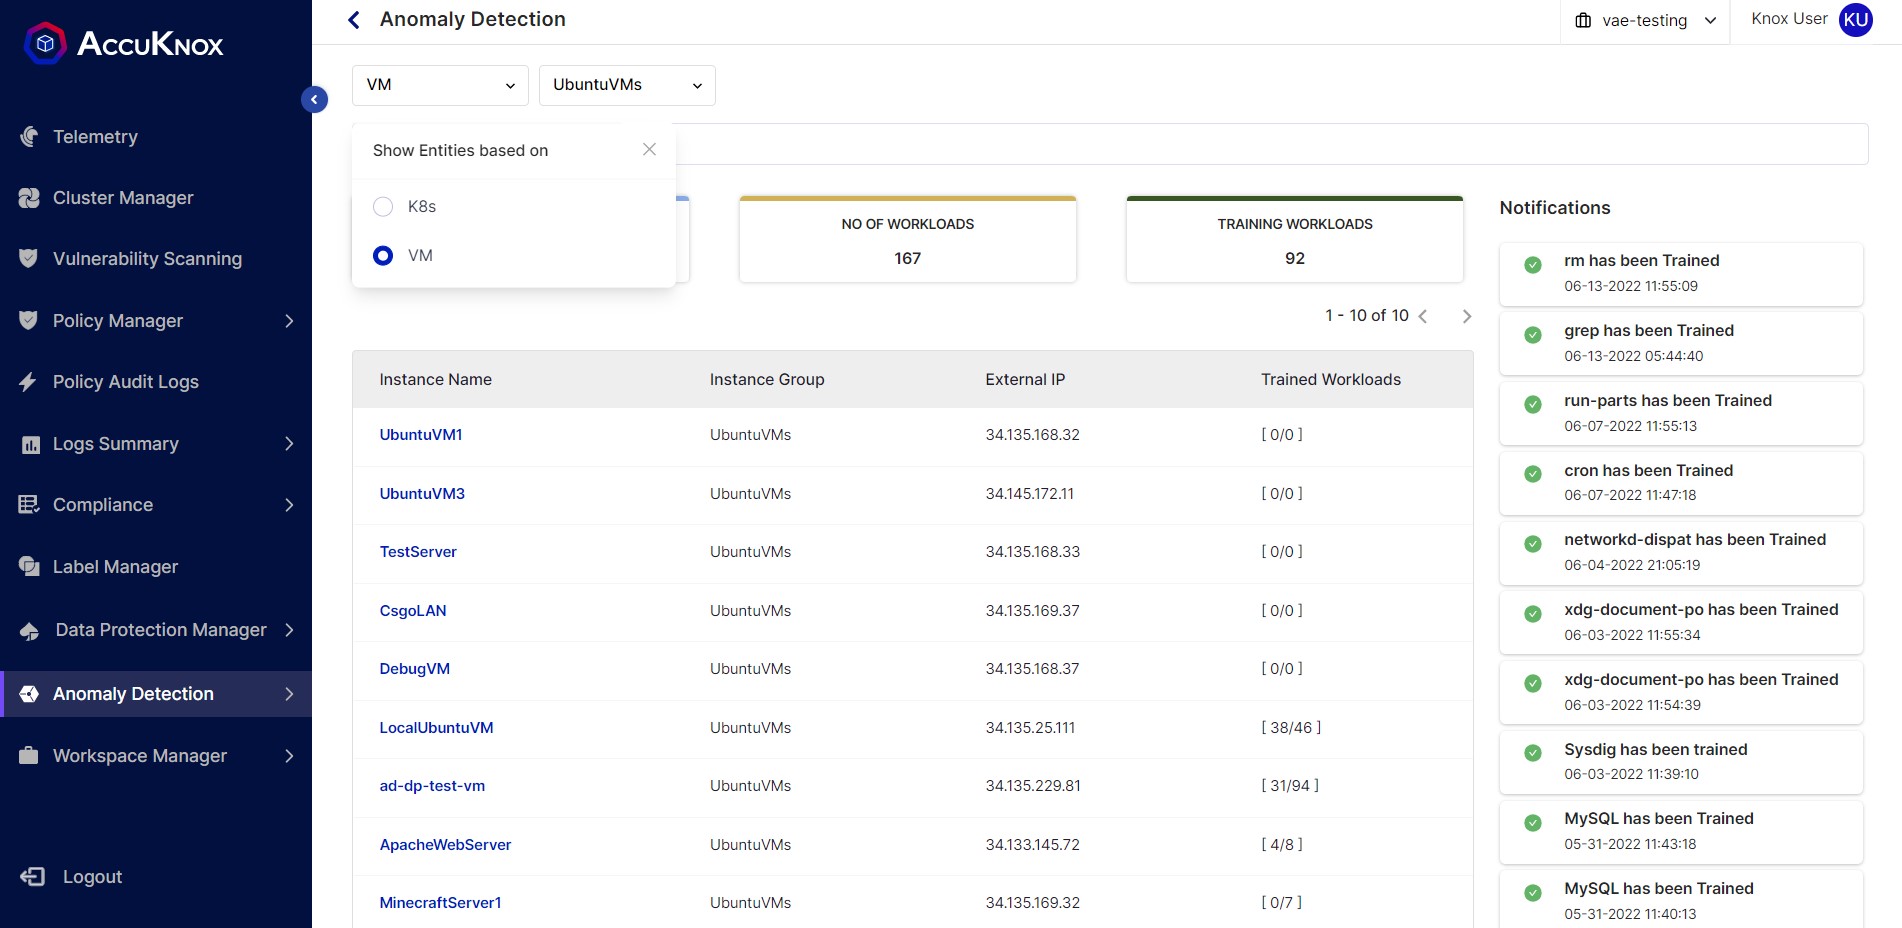 ACCUKNOX
Telemetry
Cluster Manager
Vulnerability Scanning
Policy Manager
Policy Audit Logs
Logs Summary
Compliance
Label Manager
Data Protection Manager
Anomaly Detection
Workspace Manager
Logout
Anomaly Detection
vae-testing
Knox User
KU
VM
UbuntuVMs
Show Entities based on
K8s
VM
NO OF WORKLOADS
167
TRAINING WORKLOADS
92
1 - 10 of 10
Instance Name Instance Group External IP Trained Workloads
UbuntuVM1 UbuntuVMs 34.135.168.32 [ 0/0 ]
UbuntuVM3 UbuntuVMs 34.145.172.11 [ 0/0 ]
TestServer UbuntuVMs 34.135.168.33 [ 0/0 ]
CsgoLAN UbuntuVMs 34.135.169.37 [ 0/0 ]
DebugVM UbuntuVMs 34.135.168.37 [ 0/0 ]
LocalUbuntuVM UbuntuVMs 34.135.25.111 [ 38/46 ]
ad-dp-test-vm UbuntuVMs 34.135.229.81 [ 31/94 ]
ApacheWebServer UbuntuVMs 34.133.145.72 [ 4/8 ]
MinecraftServer1 UbuntuVMs 34.135.169.32 [ 0/7 ]
Notifications
rm has been Trained
06-13-2022 11:55:09
grep has been Trained
06-13-2022 05:44:40
run-parts has been Trained
06-07-2022 11:55:13
cron has been Trained
06-07-2022 11:47:18
networkd-dispat has been Trained
06-04-2022 21:05:19
xdg-document-po has been Trained
06-03-2022 11:55:34
xdg-document-po has been Trained
06-03-2022 11:54:39
Sysdig has been trained
06-03-2022 11:39:10
MySQL has been Trained
05-31-2022 11:43:18
MySQL has been Trained
05-31-2022 11:40:13